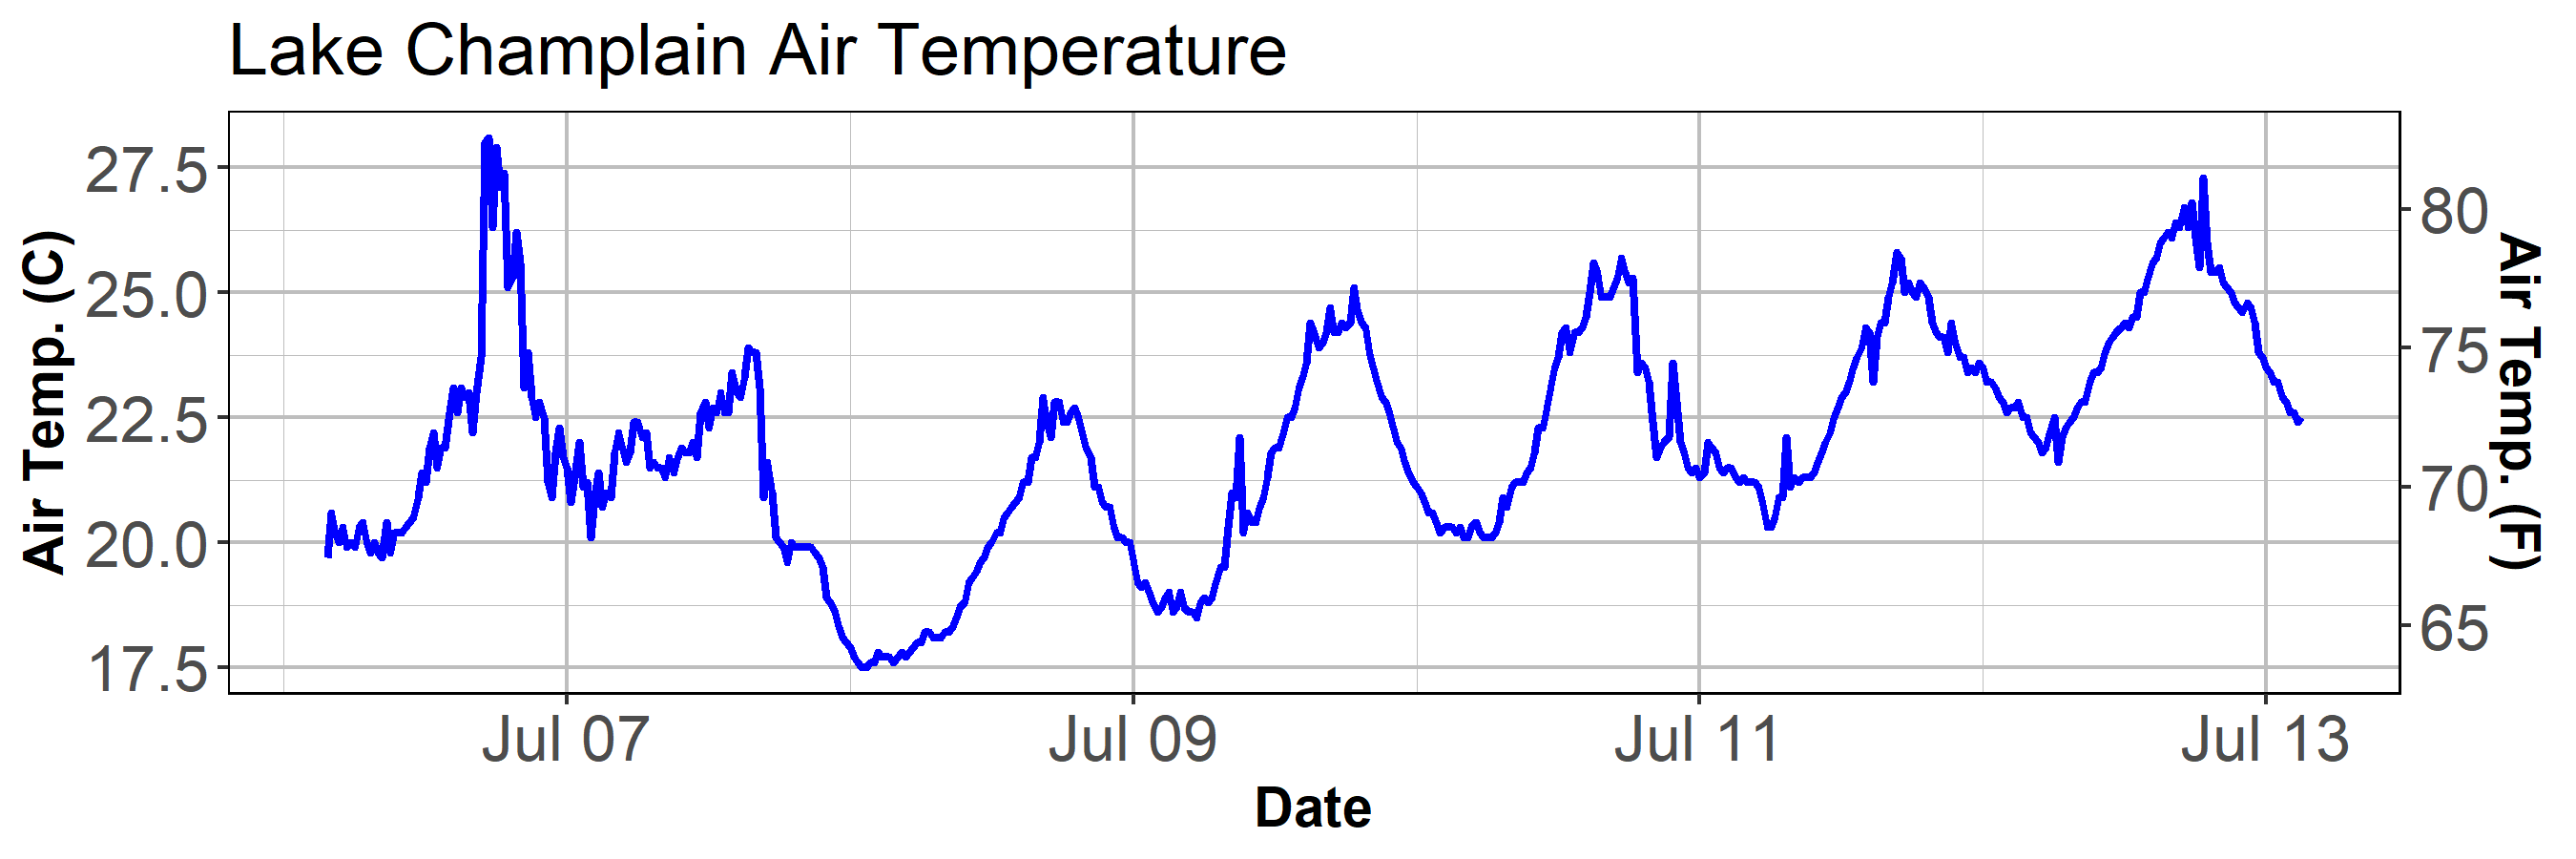 Lake Champlain Air Temperature
Air Temp. (C)
27.5
25.0
22.5
20.0
17.5
80
75
70
65
Air Temp. (F)
Jul 07 Jul 09 Jul 11 Jul 13
Date